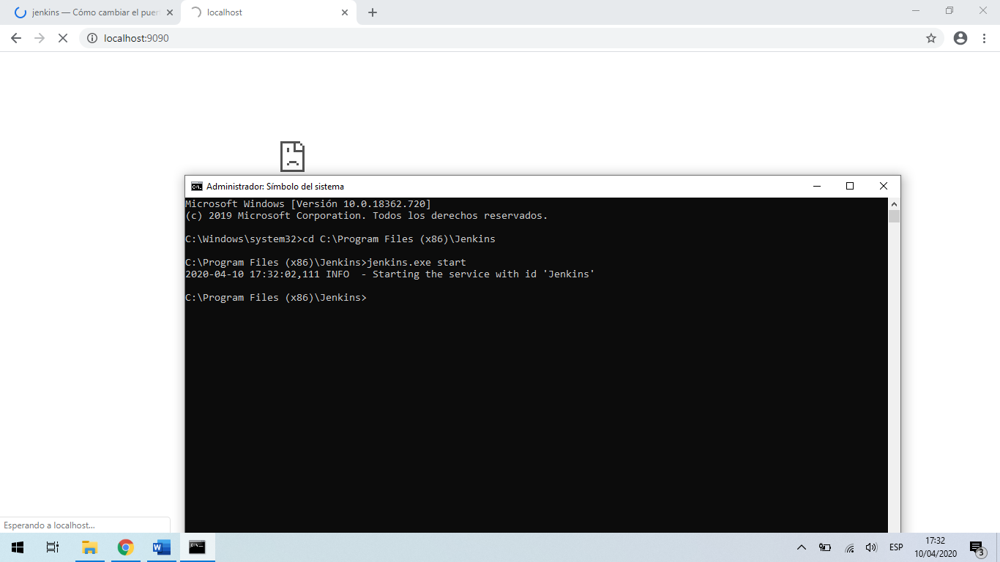 jenkins — Cómo cambiar el puer
localhost
localhost:9090
Administrador: Símbolo del sistema
Microsoft Windows [Versión 10.0.18362.720]
(c) 2019 Microsoft Corporation. Todos los derechos reservados.
C:\Windows\system32>cd C:\Program Files (x86)\Jenkins
C:\Program Files (x86)\Jenkins>jenkins.exe start
2020-04-10 17:32:02,111 INFO  - Starting the service with id 'Jenkins'
C:\Program Files (x86)\Jenkins>
Esperando a localhost...
ESP
17:32
10/04/2020
3